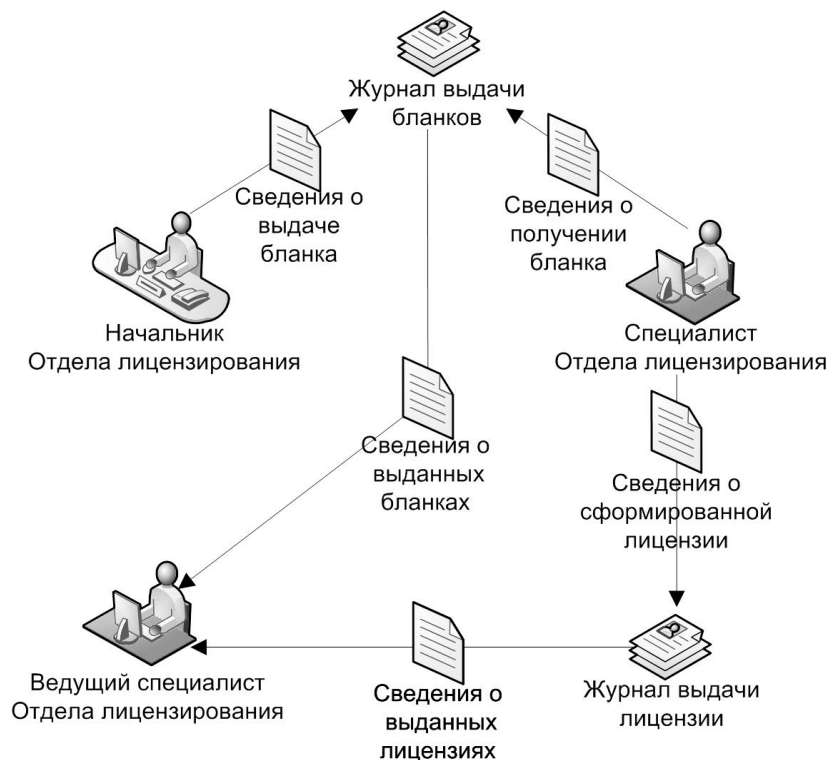 Журнал выдачи
бланков
Сведения о
выдаче
бланка
Сведения о
получении
бланка
Начальник
Отдела лицензирования
Специалист
Отдела лицензирования
Сведения о
выданных
бланках
Сведения о
сформированной
лицензии
Ведущий специалист
Отдела лицензирования
Сведения о
выданных
лицензиях
Журнал выдачи
лицензии